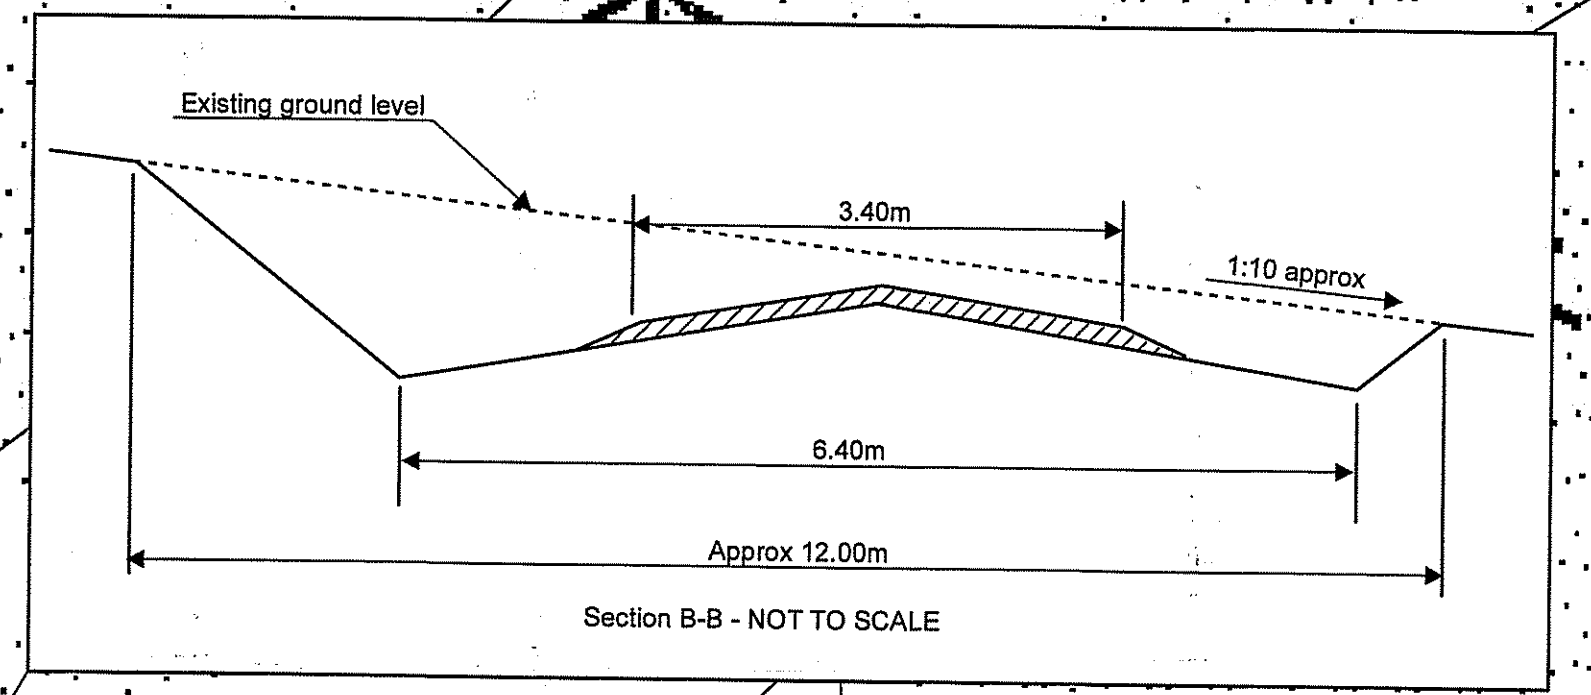 Existing ground level
3.40m
1:10 approx
6.40m
Approx 12.00m
Section B-B - NOT TO SCALE